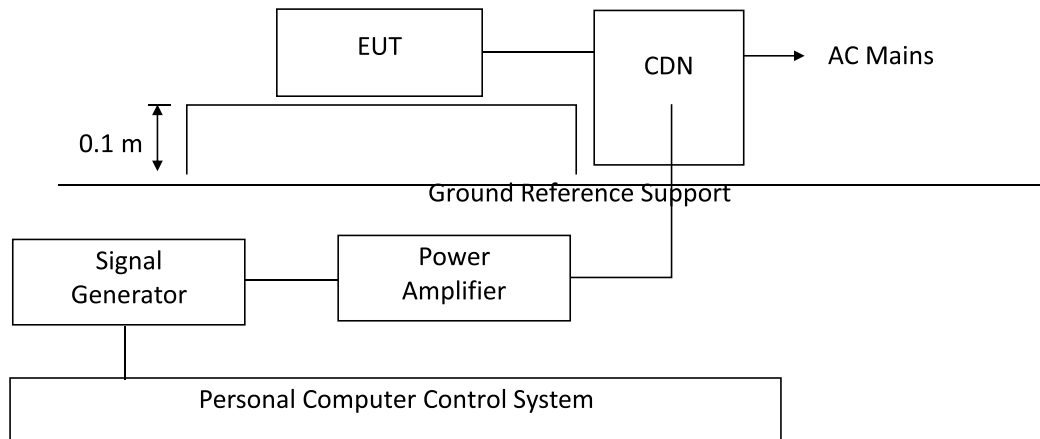 EUT
CDN
AC Mains
0.1 m
Ground Reference Support
Signal
Generator
Power
Amplifier
Personal Computer Control System